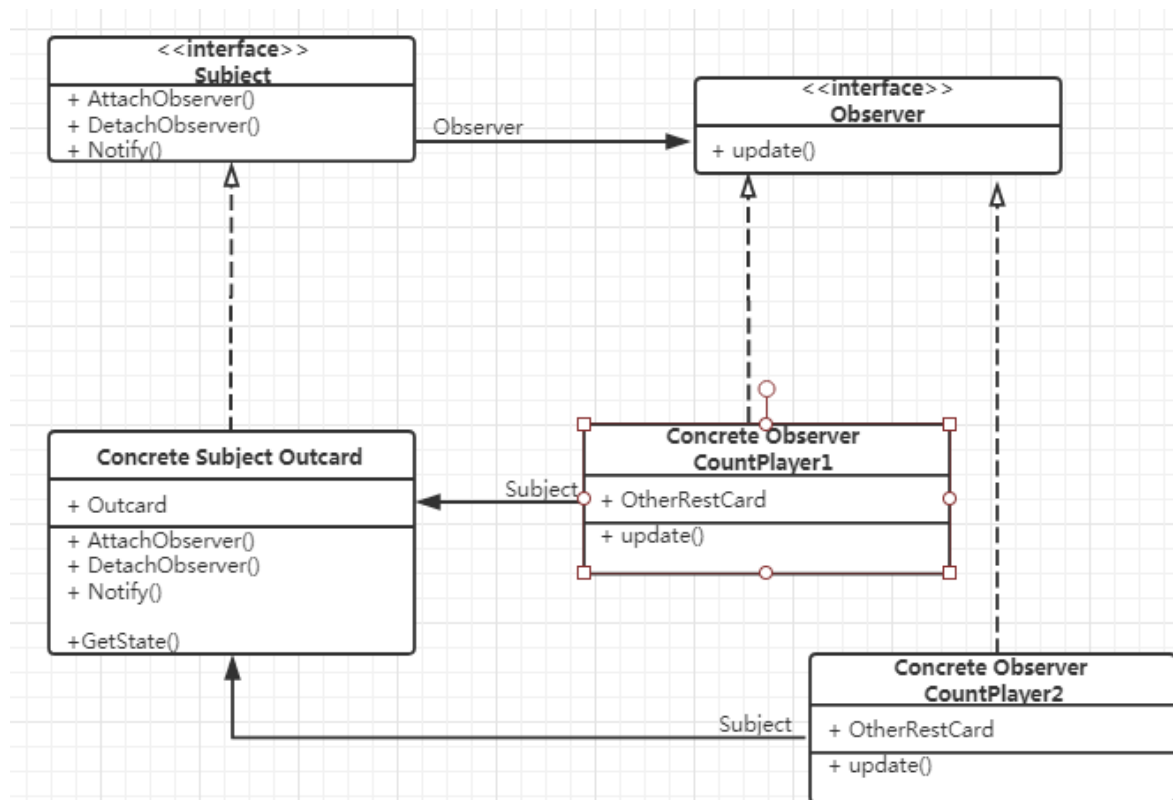 <<interface>>
Subject
+ AttachObserver()
+ DetachObserver()
+ Notify()
Observer
<<interface>>
Observer
+ update()
Concrete Subject Outcard
+ Outcard
+ AttachObserver()
+ DetachObserver()
+ Notify()
+GetState()
Subject
Concrete Observer
CountPlayer1
+ OtherRestCard
+ update()
Subject
Concrete Observer
CountPlayer2
+ OtherRestCard
+ update()